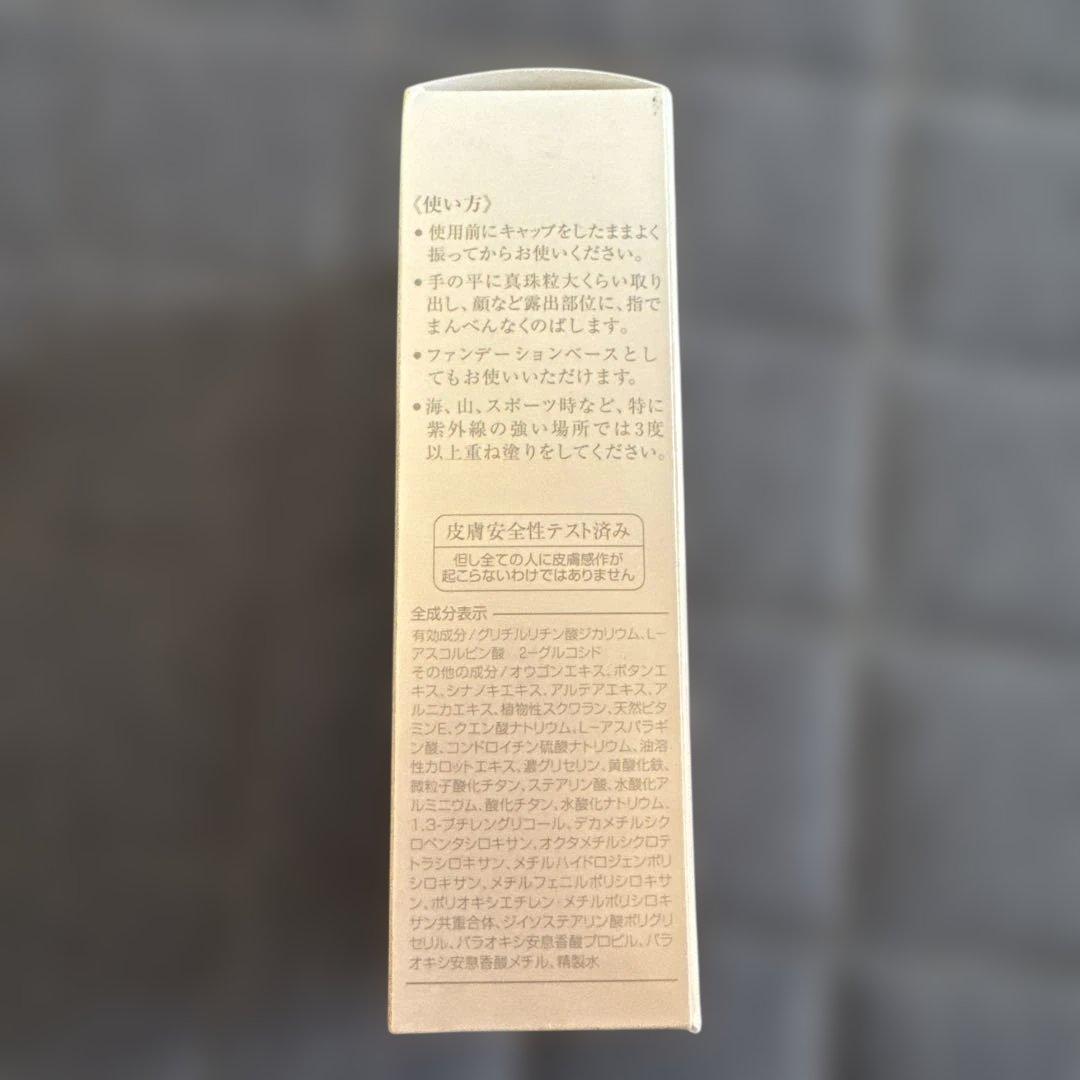 《使い方》
● 使用前にキャップをしたままよく
振ってからお使いください。
● 手の平に真珠粒大くらい取り
出し、顔など露出部位に、指で
まんべんなくのばします。
● ファンデーションベースとし
てもお使いいただけます。
● 海、山、スポーツ時など、特に
紫外線の強い場所では3度
以上重ね塗りをしてください。
皮膚安全性テスト済み
但し全ての人に皮膚感作が
起こらないわけではありません
全成分表示
有効成分/グリチルリチン酸ジカリウム、L-
アスコルビン酸 2-グルコシド
その他の成分/オウゴンエキス、ボタンエ
キス、シナノキエキス、アルテアエキス、ア
ルニカエキス、植物性スクワラン、天然ビタ
ミンE、クエン酸ナトリウム、L-アスパラギ
ン酸、コンドロイチン硫酸ナトリウム、油溶
性カロットエキス、濃グリセリン、黄酸化鉄、
微粒子酸化チタン、ステアリン酸、水酸化ア
ルミニウム、酸化チタン、水酸化ナトリウム、
1,3-ブチレングリコール、デカメチルシク
ロペンタシロキサン、オクタメチルシクロテ
トラシロキサン、メチルハイドロジェンポリ
シロキサン、メチルフェニルポリシロキサ
ン、ポリオキシエチレン・メチルポリシロキ
サン共重合体、ジイソステアリン酸ポリグリ
セリル、パラオキシ安息香酸プロピル、パラ
オキシ安息香酸メチル、精製水